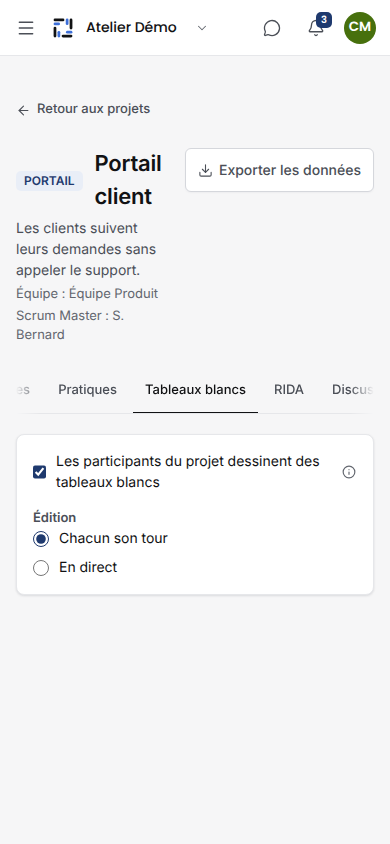 Atelier Démo
3
CM
Retour aux projets
PORTAIL
Portail
client
Exporter les données
Les clients suivent
leurs demandes sans
appeler le support.
Équipe : Équipe Produit
Scrum Master : S.
Bernard
es Pratiques Tableaux blancs RIDA Discus
Les participants du projet dessinent des
tableaux blancs
Édition
Chacun son tour
En direct